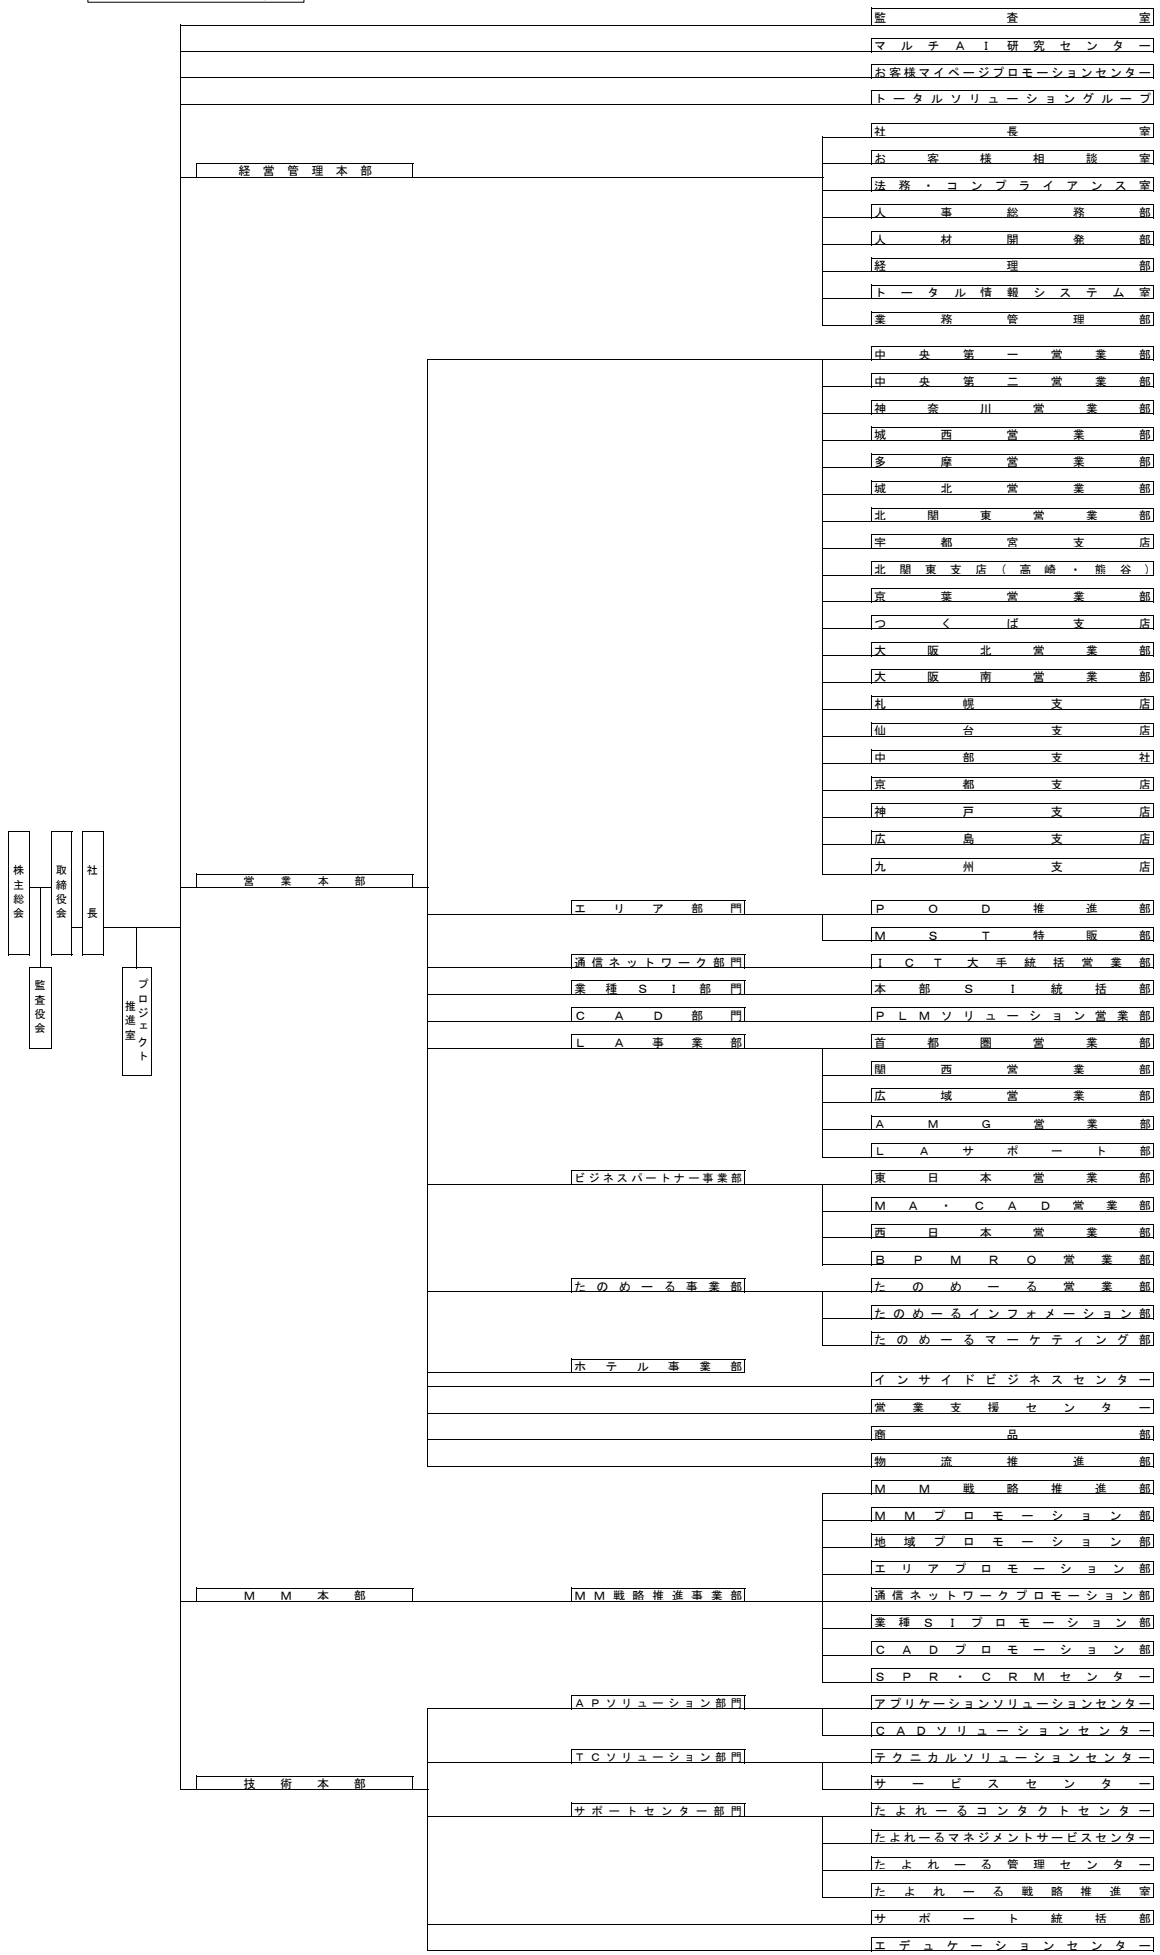 監査室
マルチAI研究センター
お客様マイページプロモーションセンター
トータルソリューショングループ
社長室
お客様相談室
経営管理本部
法務・コンプライアンス室
人事総務部
人材開発部
経理部
トータル情報システム室
業務管理部
中央第一営業部
中央第二営業部
神奈川営業部
城西営業部
多摩営業部
城北営業部
北関東営業部
宇都宮支店
北関東支店(高崎・熊谷)
京葉営業部
つくば支店
大阪北営業部
大阪南営業部
札幌支店
仙台支店
中部支社
京都支店
神戸支店
広島支店
九州支店
株主総会
取締役会
社長
営業本部
監査役会
プロジェクト
推進室
エリア部門
POD推進部
MST特販部
通信ネットワーク部門
ICT大手統括営業部
業種SI部門
本部SI統括部
CAD部門
PLMソリューション営業部
LA事業部
首都圏営業部
関西営業部
広域営業部
AMG営業部
LAサポート部
ビジネスパートナー事業部
東日本営業部
MA・CAD営業部
西日本営業部
BPMRO営業部
たのめーる事業部
たのめーる営業部
たのめーるインフォメーション部
たのめーるマーケティング部
ホテル事業部
インサイドビジネスセンター
営業支援センター
商品部
物流推進部
MM戦略推進部
MMプロモーション部
地域プロモーション部
エリアプロモーション部
MM本部
MM戦略推進事業部
通信ネットワークプロモーション部
業種SIプロモーション部
CADプロモーション部
SPR・CRMセンター
APソリューション部門
アプリケーションソリューションセンター
CADソリューションセンター
TCソリューション部門
テクニカルソリューションセンター
技術本部
サービスセンター
サポートセンター部門
たよれーるコンタクトセンター
たよれーるマネジメントサービスセンター
たよれーる管理センター
たよれーる戦略推進室
サポート統括部
エデュケーションセンター